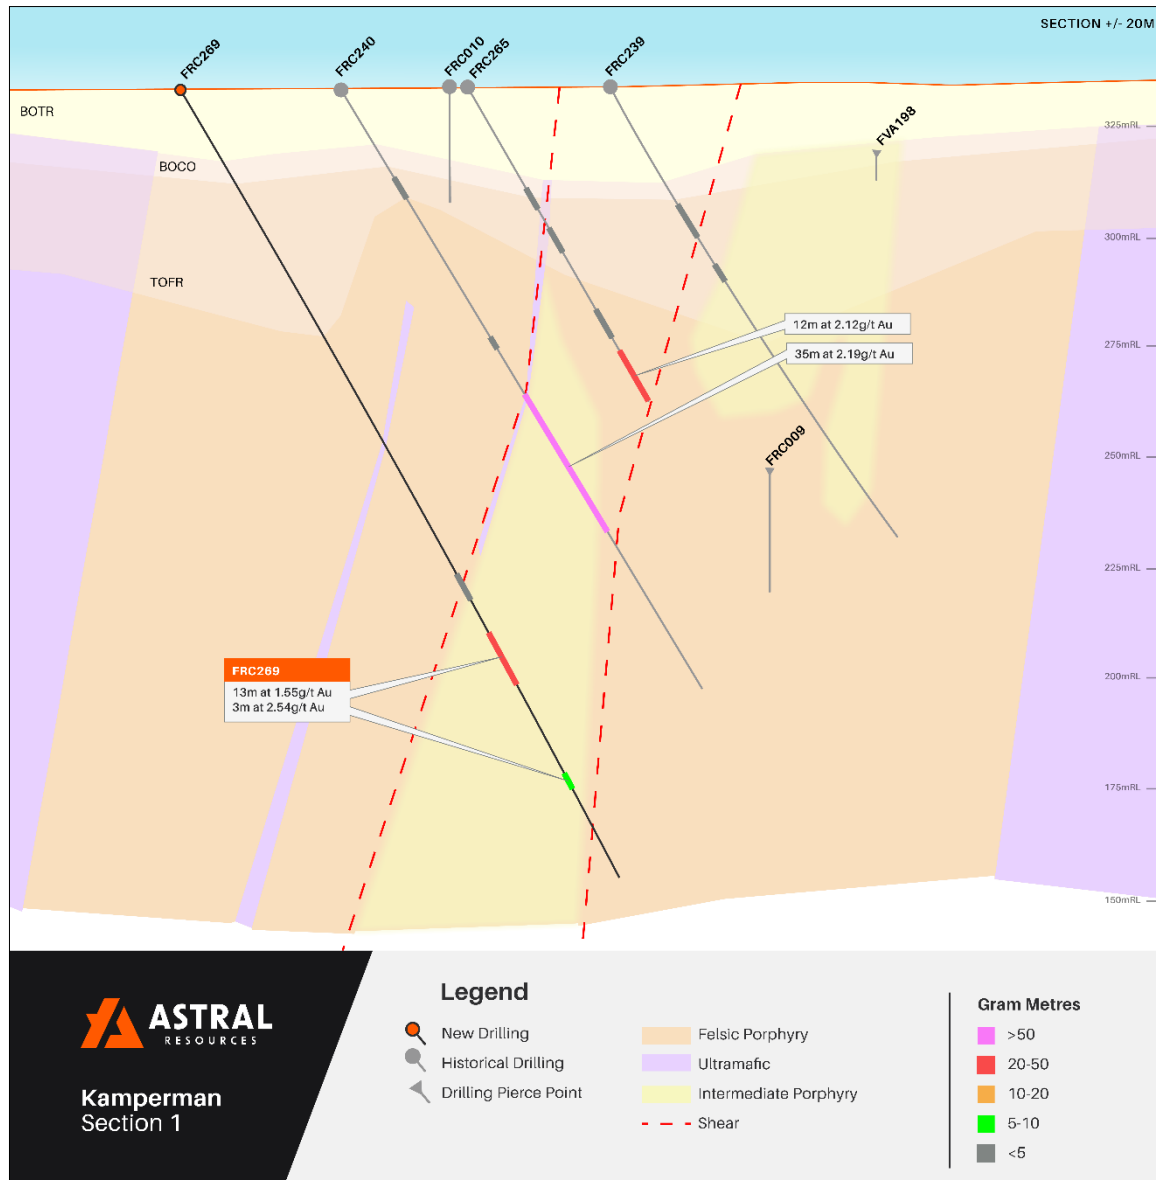 SECTION +/- 20M
FRC269
FRC240
FRC010
FRC265
FRC239
BOTR
FVA198
325mRL
BOCO
300mRL
TOFR
12m at 2.12g/t Au
275mRL
35m at 2.19g/t Au
FRC009
250mRL
225mRL
FRC269
200mRL
13m at 1.55g/t Au
3m at 2.54g/t Au
175mRL
150mRL
ASTRAL
RESOURCES
Kamperman
Section 1
Legend
New Drilling
Historical Drilling
Drilling Pierce Point
Felsic Porphyry
Ultramafic
Intermediate Porphyry
Shear
Gram Metres
>50
20-50
10-20
5-10
<5